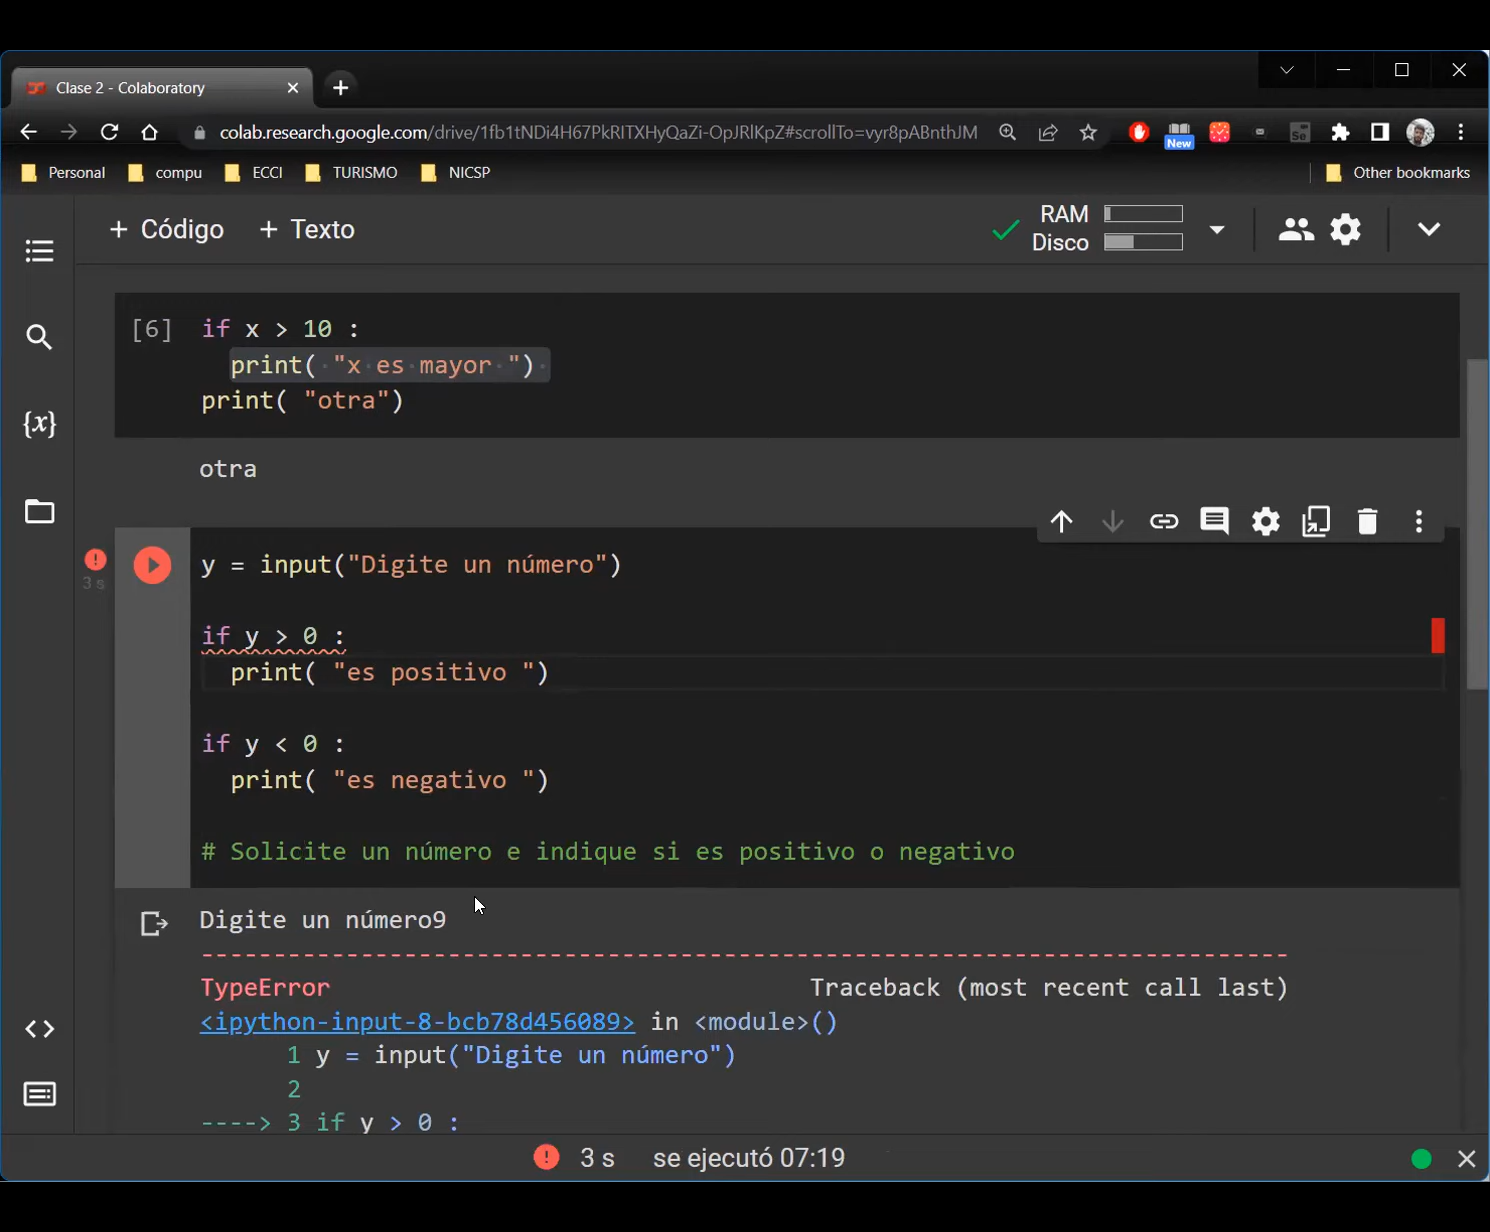 Clase 2 - Colaboratory
colab.research.google.com/drive/1fb1tNDi4H67PkRITXHyQaZi-OpJRlKpZ#scrollTo=vyr8pABnthJM
Se
New
Personal
compu
ECCI
TURISMO
NICSP
Other bookmarks
+ Código + Texto
RAM
Disco
[6] if x > 10 :
print( "x es mayor ")
print( "otra")
otra
{x}
3 s
y = input("Digite un número")
if y > 0 :
print( "es positivo ")
if y < 0 :
print( "es negativo ")
# Solicite un número e indique si es positivo o negativo
Digite un número9
---------------------------------------------------------------------------
TypeError Traceback (most recent call last)
<ipython-input-8-bcb78d456089> in <module>()
1 y = input("Digite un número")
2
----> 3 if y > 0 :
3 s se ejecutó 07:19